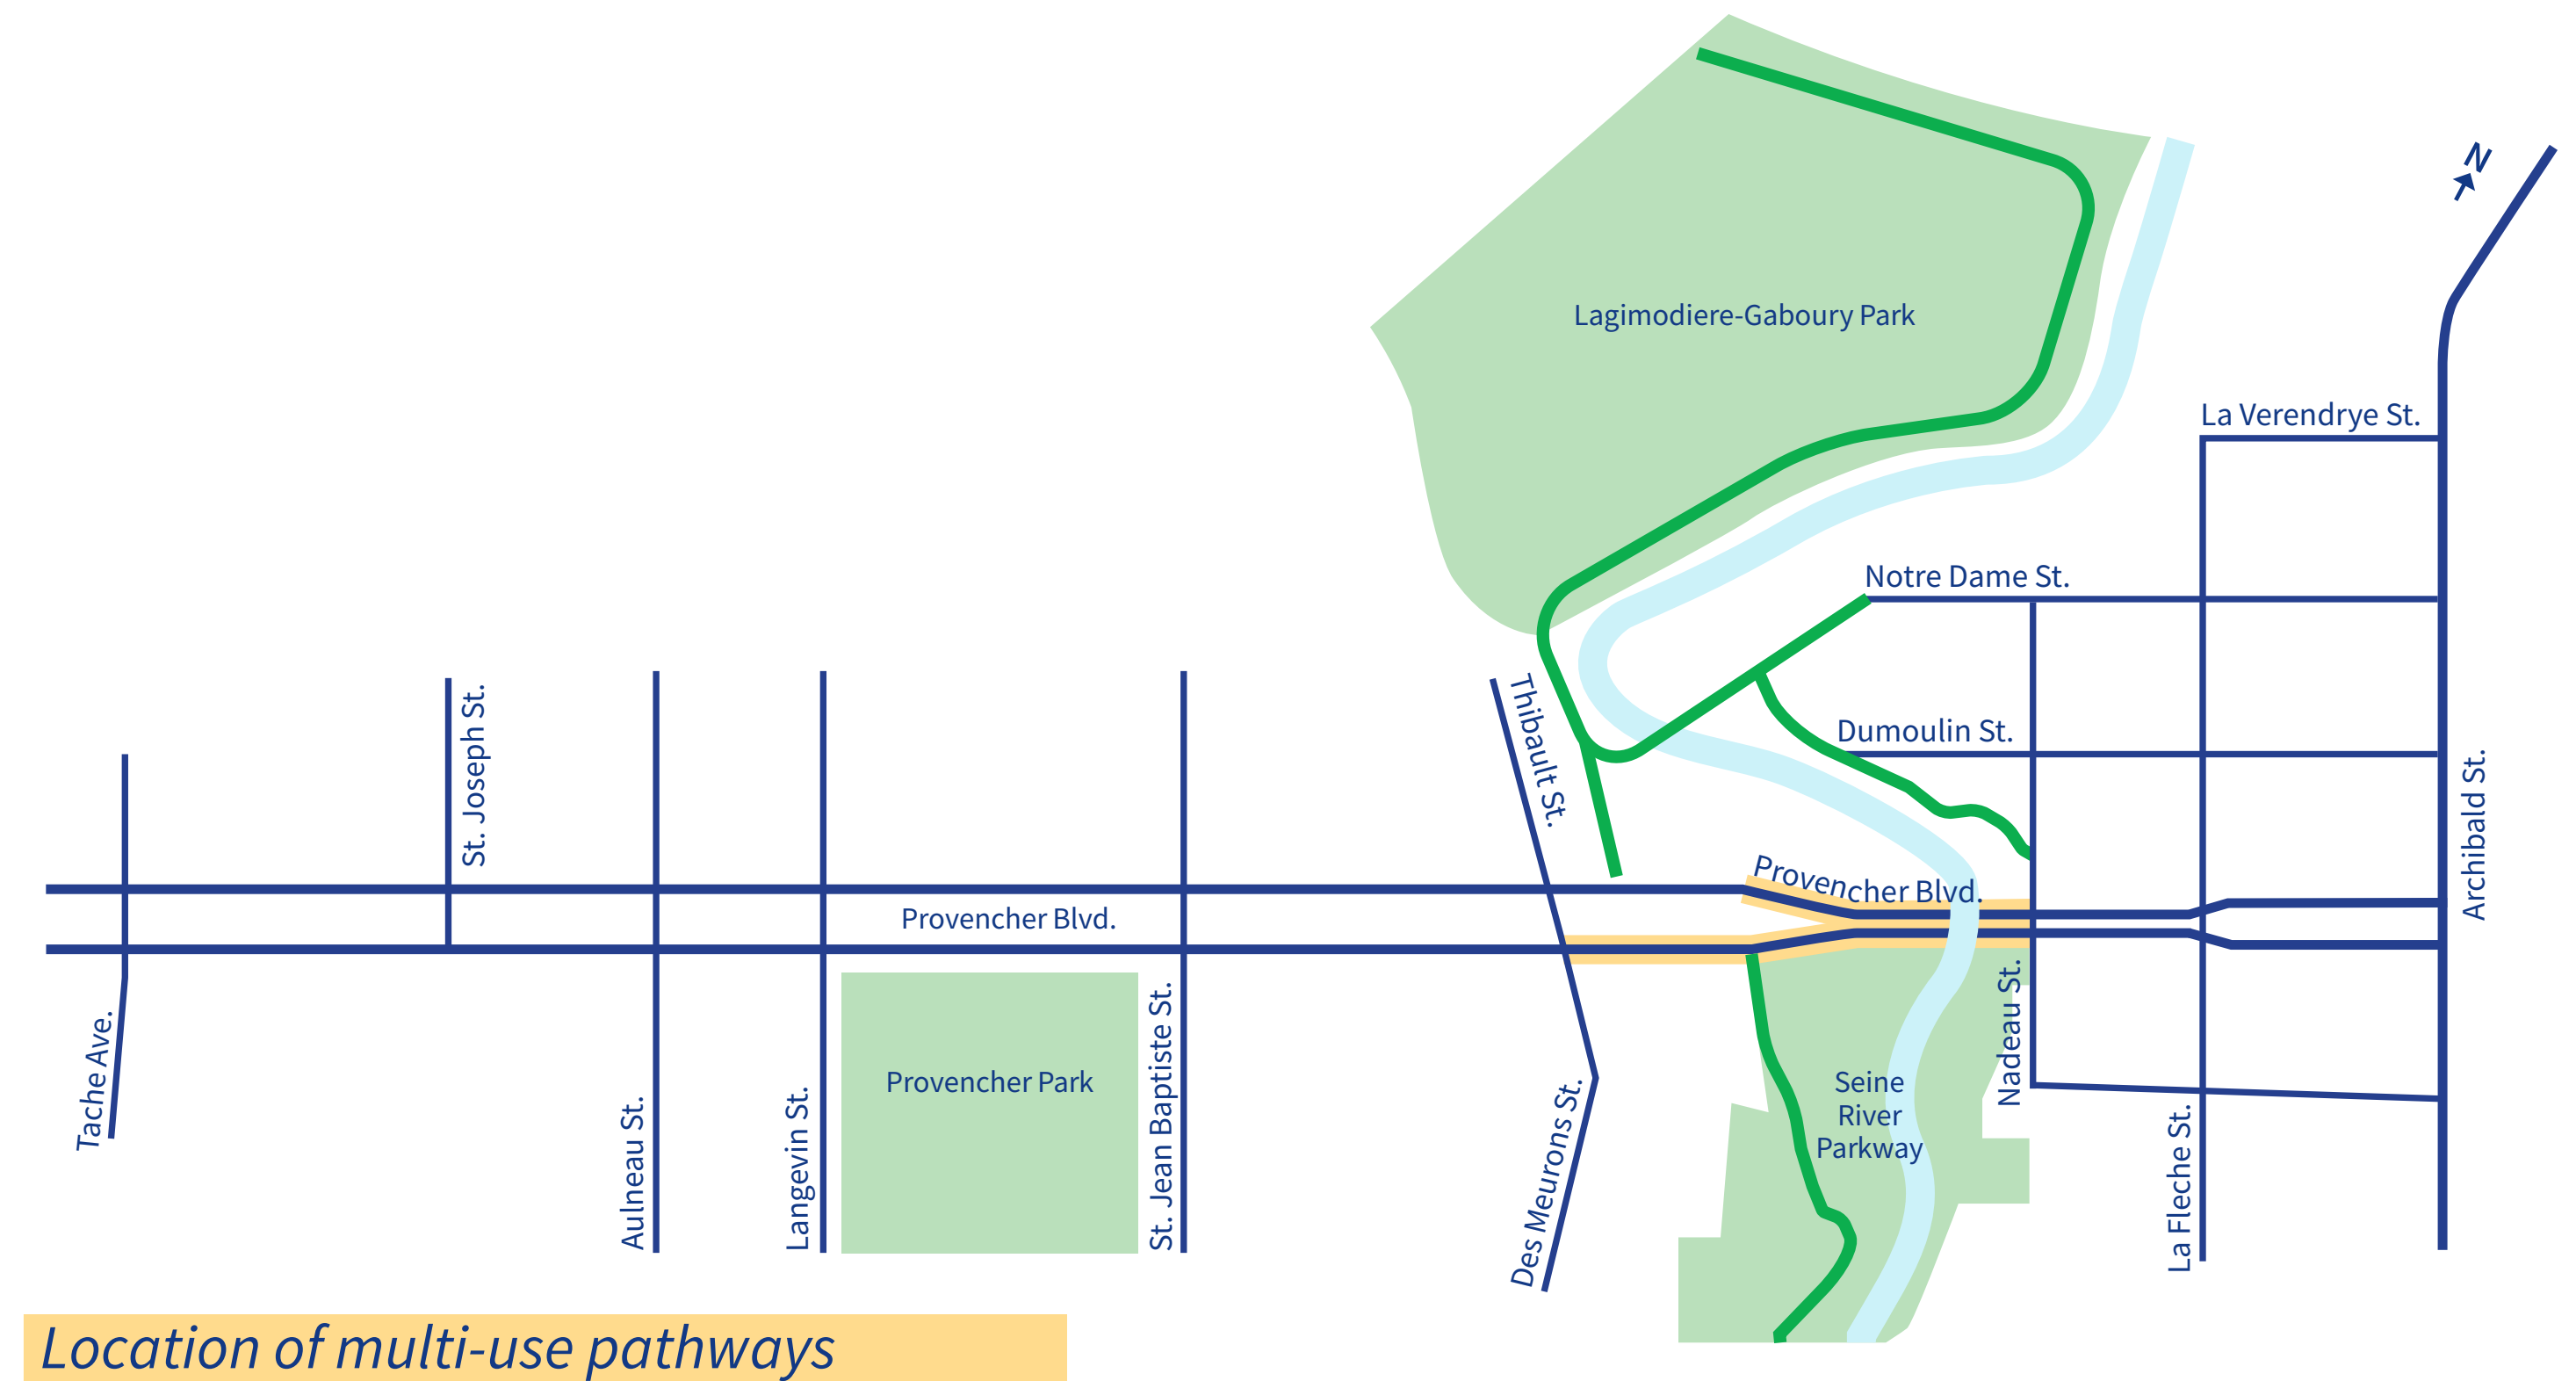 N
Lagimodiere-Gaboury Park
La Verendrye St.
Notre Dame St.
Thibault St.
St. Joseph St.
Dumoulin St.
Archibald St.
Provencher Blvd.
Provencher Blvd.
Tache Ave.
Aulneau St.
Langevin St.
Provencher Park
St. Jean Baptiste St.
Des Meurons St.
Seine
River
Parkway
Nadeau St.
La Fleche St.
Location of multi-use pathways